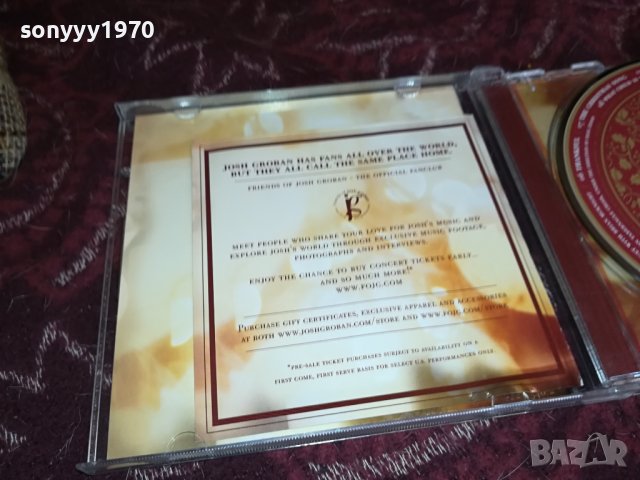 sonyyy1970
JOSH GROBAN HAS FANS ALL OVER THE WORLD,
BUT THEY ALL CALL THE SAME PLACE HOME.
FRIENDS OF JOSH GROBAN - THE OFFICIAL FANCLUB
MEET PEOPLE WHO SHARE YOUR LOVE FOR JOSH'S MUSIC AND
EXPLORE JOSH'S WORLD THROUGH EXCLUSIVE MUSIC FOOTAGE,
PHOTOGRAPHS AND INTERVIEWS.
ENJOY THE CHANCE TO BUY CONCERT TICKETS EARLY...
AND SO MUCH MORE!*
WWW.FOJG.COM
PURCHASE GIFT CERTIFICATES, EXCLUSIVE APPAREL AND ACCESSORIES
AT BOTH WWW.JOSHGROBAN.COM/STORE AND WWW.FOJG.COM/STORE
*PRE-SALE TICKET PURCHASES SUBJECT TO AVAILABILITY ON A
FIRST COME, FIRST SERVE BASIS FOR SELECT U.S. PERFORMANCES ONLY.
THANKFUL
BAZAR